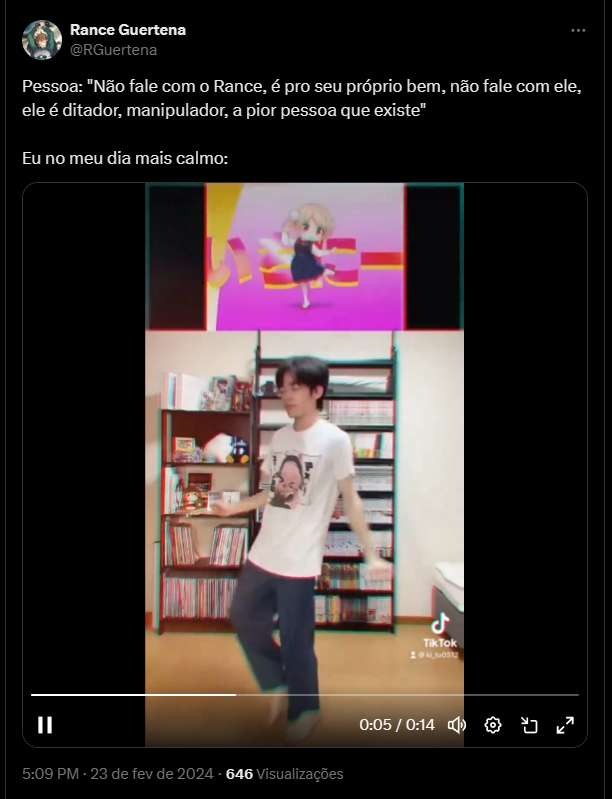 Rance Guertena
@RGuertena
Pessoa: "Não fale com o Rance, é pro seu próprio bem, não fale com ele,
ele é ditador, manipulador, a pior pessoa que existe"
Eu no meu dia mais calmo:
TikTok
@ki_tu0512
0:05 / 0:14
5:09 PM · 23 de fev de 2024 · 646 Visualizações